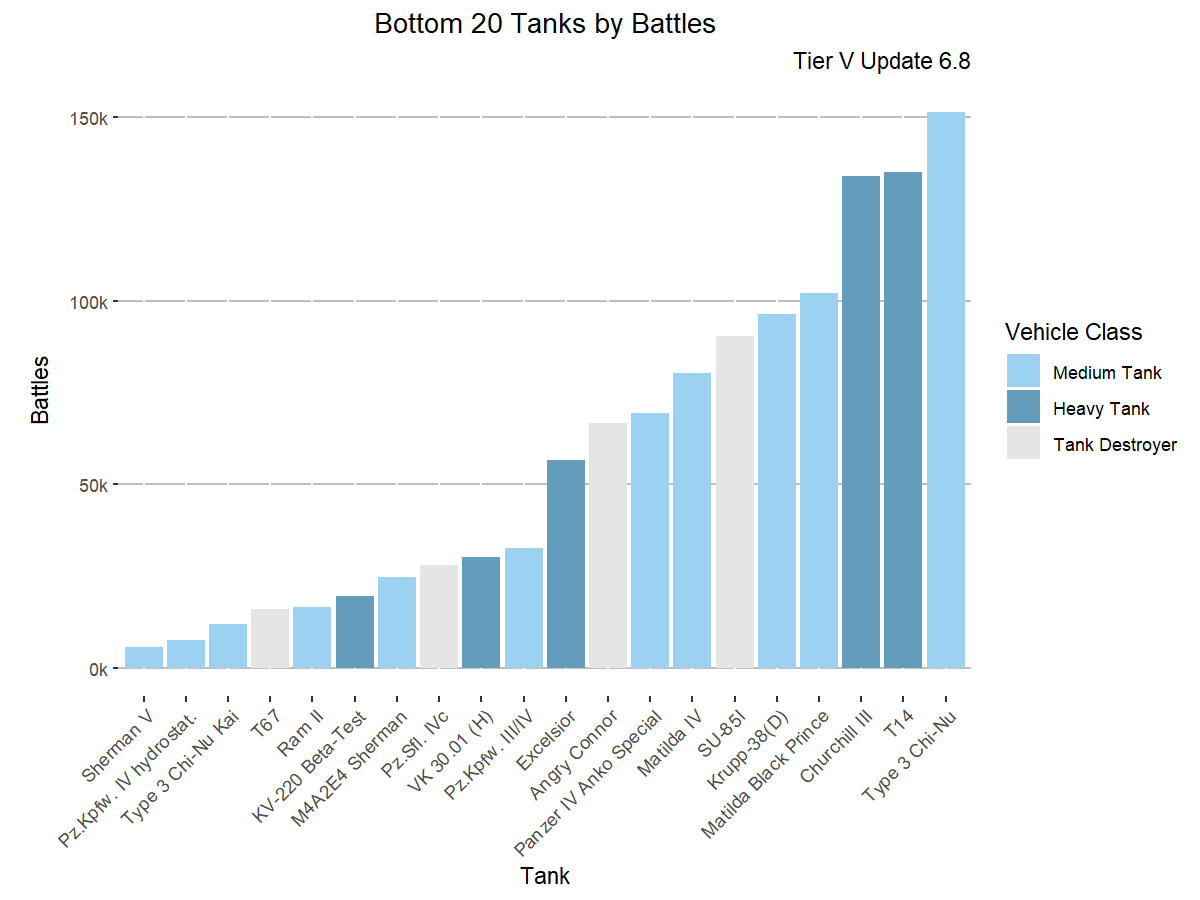 Bottom 20 Tanks by Battles
Tier V Update 6.8
Battles
150k
100k
50k
0k
Sherman V
Pz.Kpfw. IV hydrostat.
Type 3 Chi-Nu Kai
T67
Ram II
KV-220 Beta-Test
M4A2E4 Sherman
Pz.Sfl. IVc
VK 30.01 (H)
Pz.Kpfw. III/IV
Excelsior
Angry Connor
Panzer IV Anko Special
Matilda IV
SU-85I
Krupp-38(D)
Matilda Black Prince
Churchill III
T14
Type 3 Chi-Nu
Tank
Vehicle Class
Medium Tank
Heavy Tank
Tank Destroyer